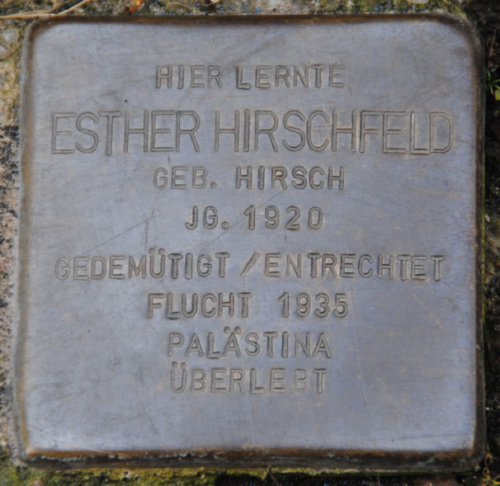 HIER LERNTE
ESTHER HIRSCHFELD
GEB. HIRSCH
JG. 1920
GEDEMÜTIGT / ENTRECHTET
FLUCHT 1935
PALÄSTINA
ÜBERLEBT